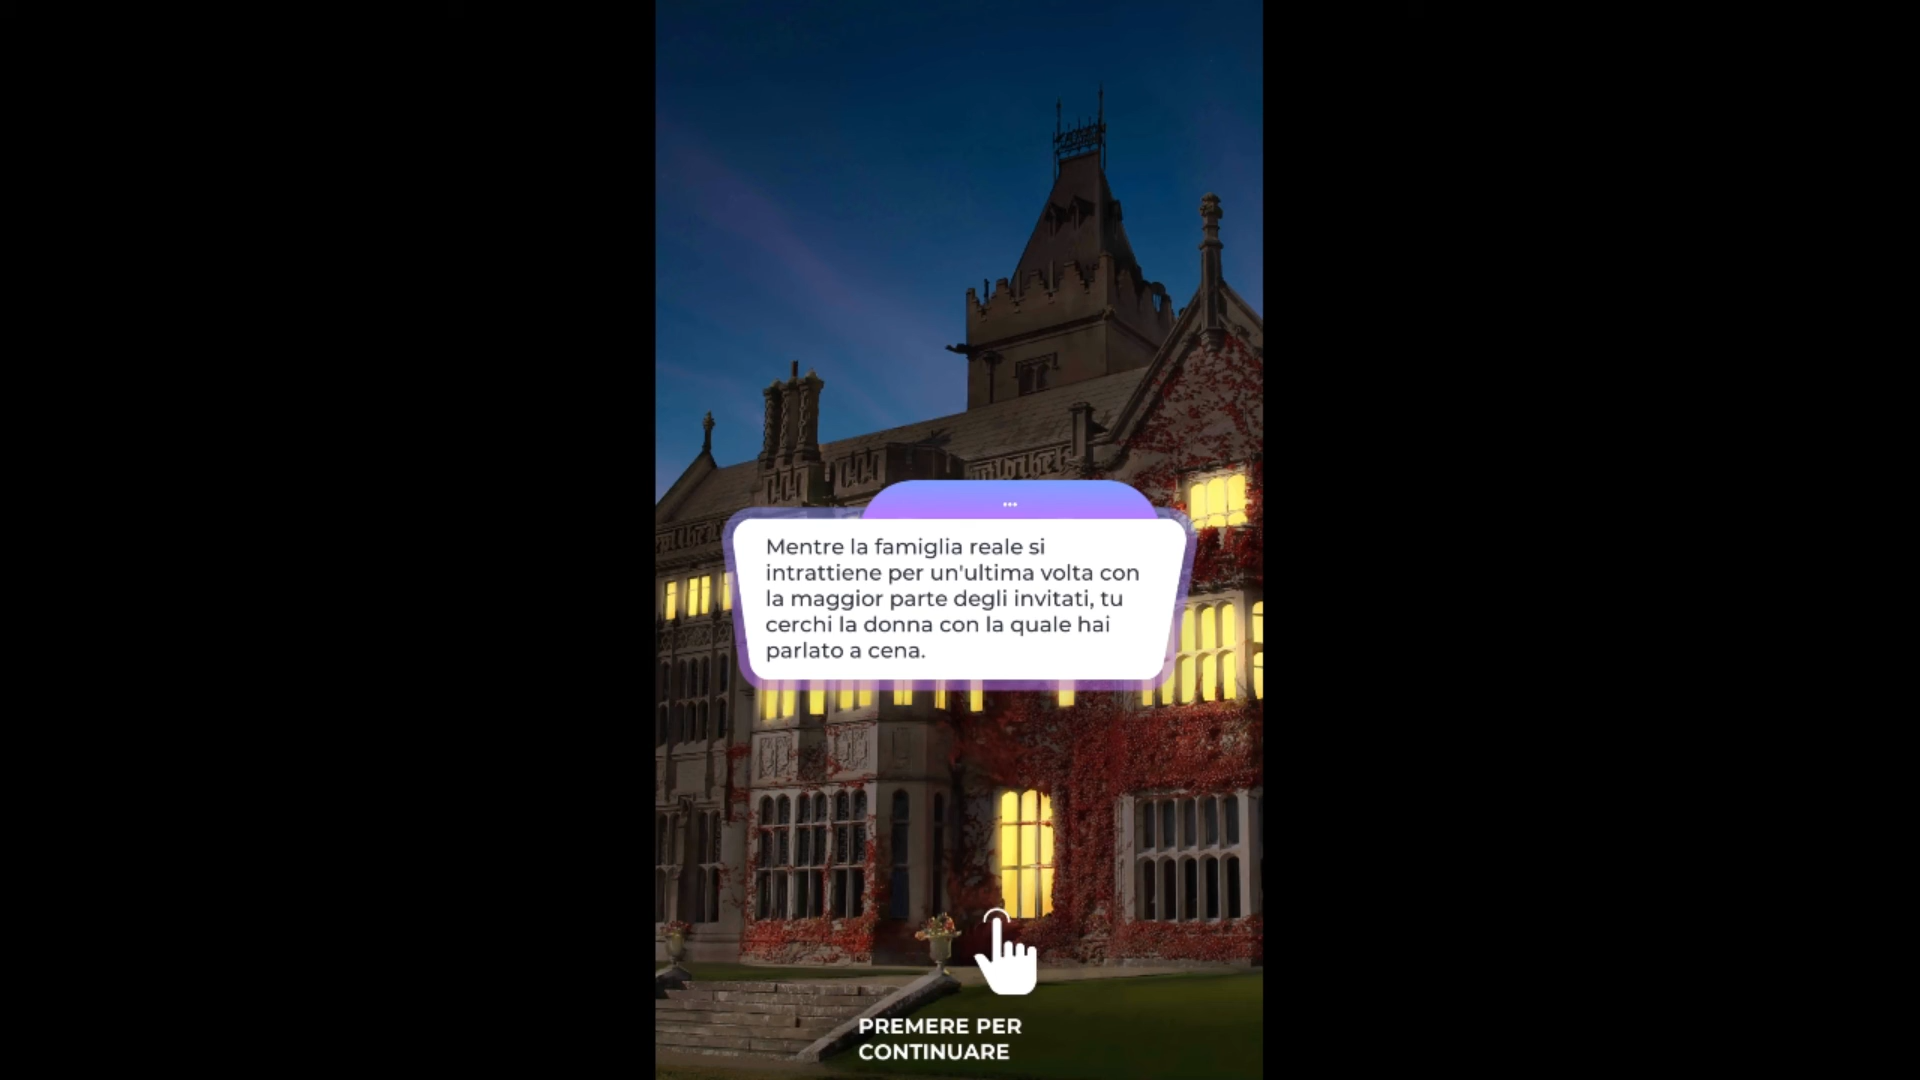 ...
Mentre la famiglia reale si
intrattiene per un'ultima volta con
la maggior parte degli invitati, tu
cerchi la donna con la quale hai
parlato a cena.
PREMERE PER
CONTINUARE